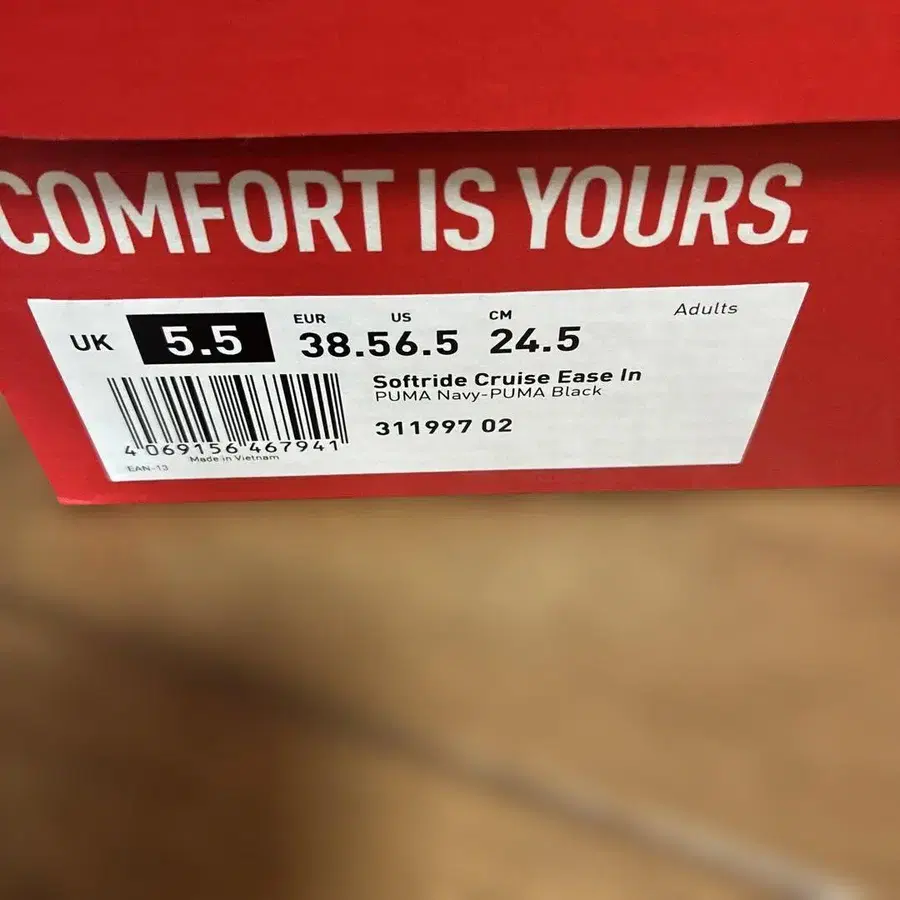 COMFORT IS YOURS.
Adults
EUR US CM
UK 5.5 38.5 6.5 24.5
Softride Cruise Ease In
PUMA Navy-PUMA Black
311997 02
4 069156 467941
Made in Vietnam
EAN-13